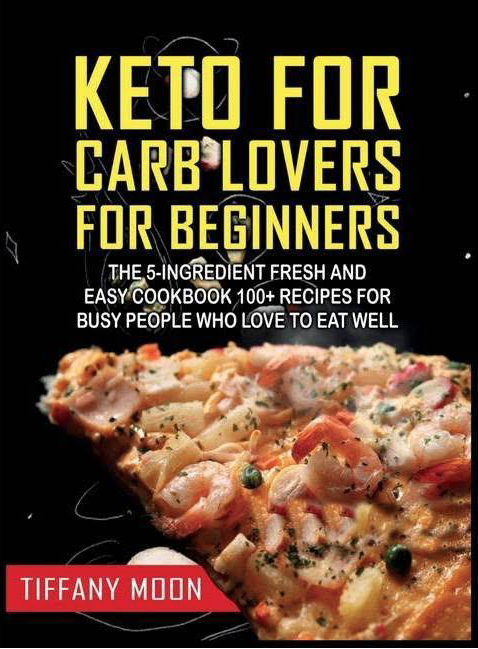 KETO FOR
CARB LOVERS
FOR BEGINNERS
THE 5-INGREDIENT FRESH AND
EASY COOKBOOK 100+ RECIPES FOR
BUSY PEOPLE WHO LOVE TO EAT WELL
TIFFANY MOON